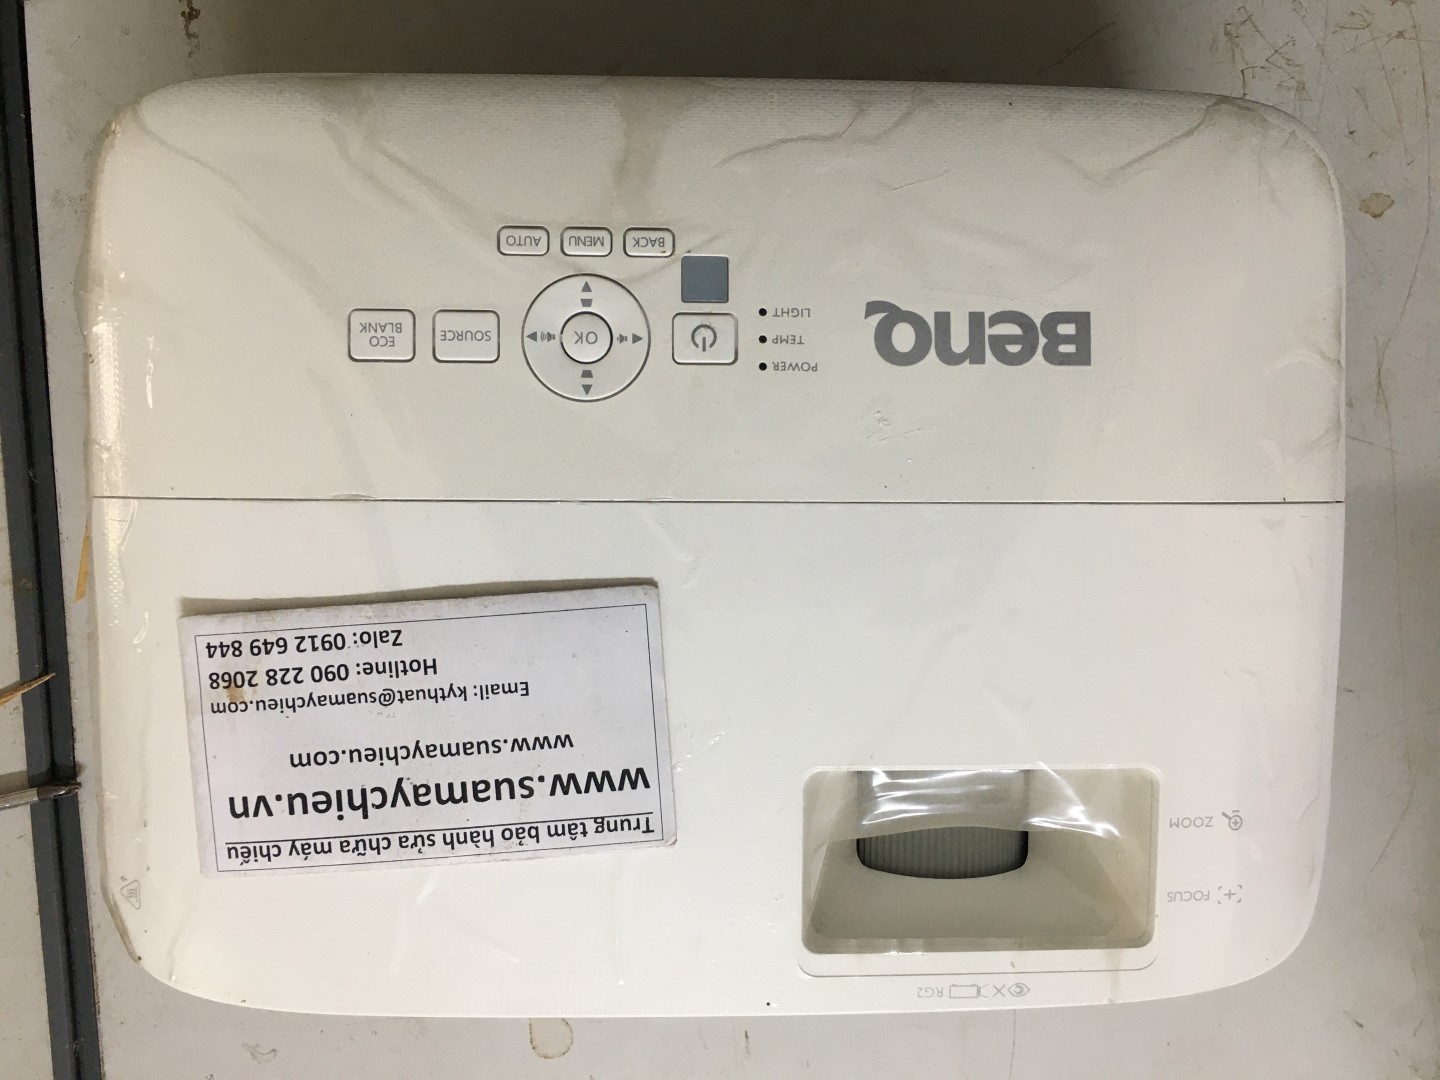 RG2
FOCUS
ZOOM
Trung tâm bảo hành sửa chữa máy chiếu
www.suamaychieu.vn
www.suamaychieu.com
Email: kythuat@suamaychieu.com
Hotline: 090 228 2068
Zalo: 0912 649 844
BenQ
POWER
TEMP
LIGHT
OK
SOURCE
ECO
BLANK
BACK
MENU
AUTO